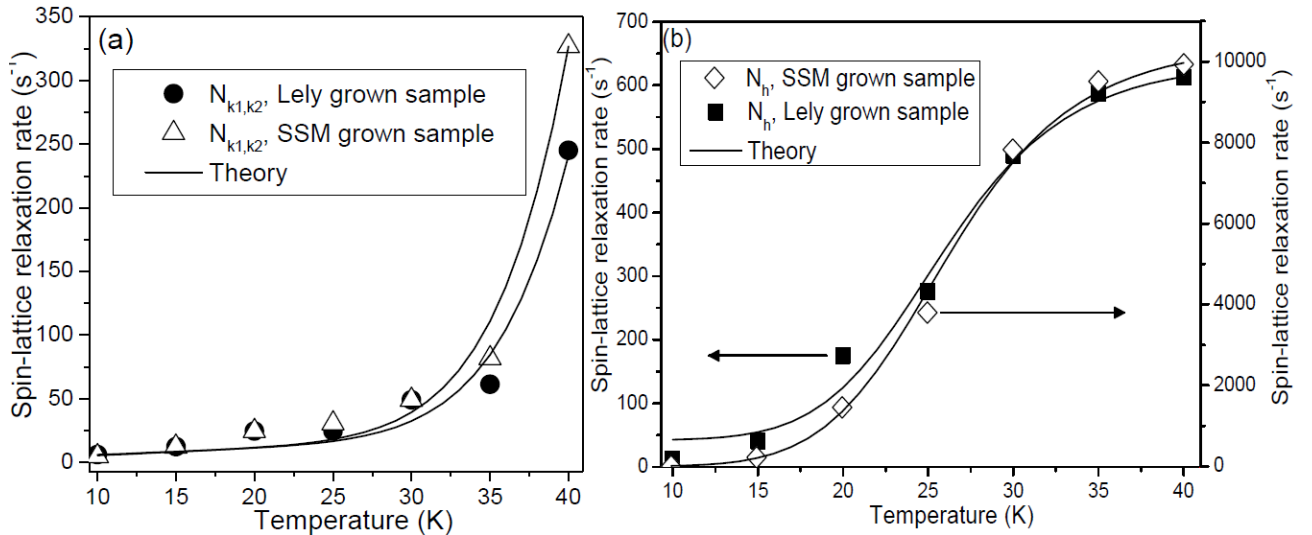 (a)
N_k1,k2, Lely grown sample
N_k1,k2, SSM grown sample
Theory
Spin-lattice relaxation rate (s⁻¹)
350
300
250
200
150
100
50
0
10 15 20 25 30 35 40
Temperature (K)
(b)
N_h, SSM grown sample
N_h, Lely grown sample
Theory
Spin-lattice relaxation rate (s⁻¹)
700
600
500
400
300
200
100
0
10 15 20 25 30 35 40
Temperature (K)
10000
8000
6000
4000
2000
0
Spin-lattice relaxation rate (s⁻¹)